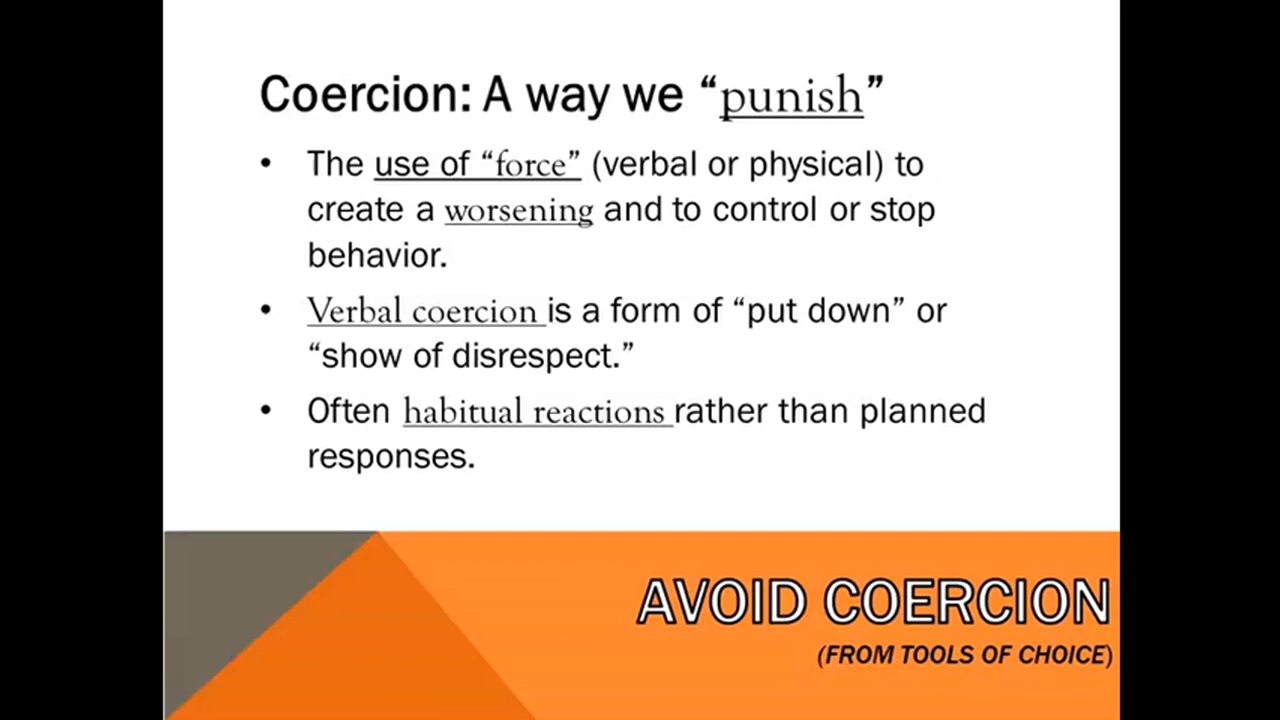 Coercion: A way we “punish”
• The use of “force” (verbal or physical) to
create a worsening and to control or stop
behavior.
• Verbal coercion is a form of “put down” or
“show of disrespect.”
• Often habitual reactions rather than planned
responses.
AVOID COERCION
(FROM TOOLS OF CHOICE)